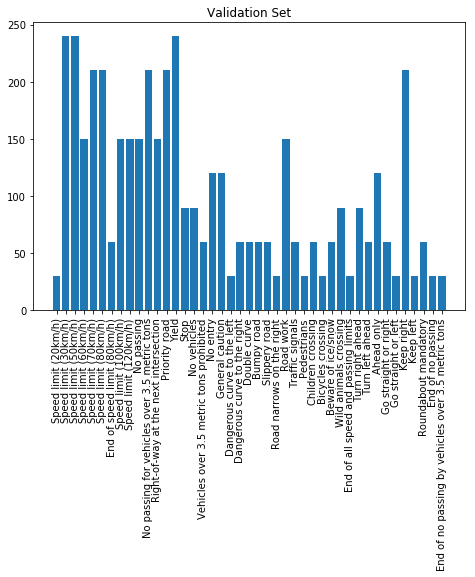 Validation Set
250
200
150
100
50
0
Speed limit (20km/h)
Speed limit (30km/h)
Speed limit (50km/h)
Speed limit (60km/h)
Speed limit (70km/h)
Speed limit (80km/h)
End of speed limit (80km/h)
Speed limit (100km/h)
Speed limit (120km/h)
No passing
No passing for vehicles over 3.5 metric tons
Right-of-way at the next intersection
Priority road
Yield
Stop
No vehicles
Vehicles over 3.5 metric tons prohibited
No entry
General caution
Dangerous curve to the left
Dangerous curve to the right
Double curve
Bumpy road
Slippery road
Road narrows on the right
Road work
Traffic signals
Pedestrians
Children crossing
Bicycles crossing
Beware of ice/snow
Wild animals crossing
End of all speed and passing limits
Turn right ahead
Turn left ahead
Ahead only
Go straight or right
Go straight or left
Keep right
Keep left
Roundabout mandatory
End of no passing
End of no passing by vehicles over 3.5 metric tons